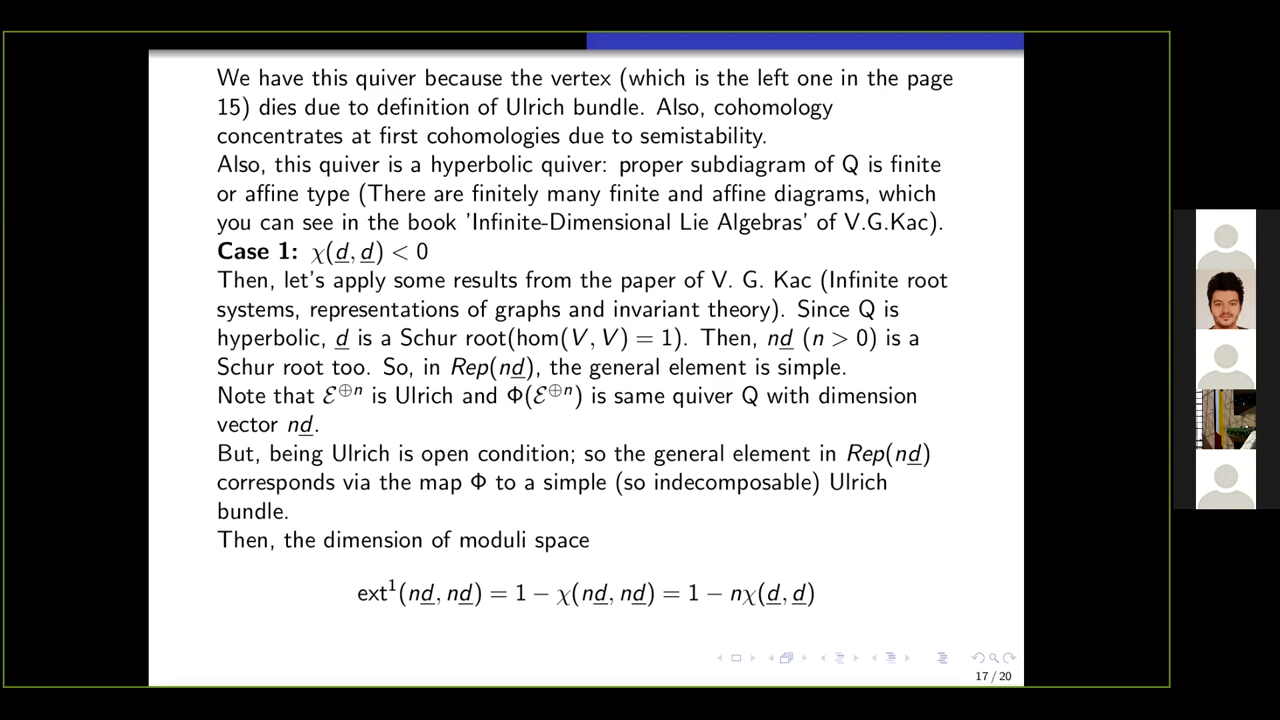 We have this quiver because the vertex (which is the left one in the page
15) dies due to definition of Ulrich bundle. Also, cohomology
concentrates at first cohomologies due to semistability.
Also, this quiver is a hyperbolic quiver: proper subdiagram of Q is finite
or affine type (There are finitely many finite and affine diagrams, which
you can see in the book 'Infinite-Dimensional Lie Algebras' of V.G.Kac).
Case 1: χ(d, d) < 0
Then, let's apply some results from the paper of V. G. Kac (Infinite root
systems, representations of graphs and invariant theory). Since Q is
hyperbolic, d is a Schur root(hom(V, V) = 1). Then, nd (n > 0) is a
Schur root too. So, in Rep(nd), the general element is simple.
Note that ℰ⊕ⁿ is Ulrich and Φ(ℰ⊕ⁿ) is same quiver Q with dimension
vector nd.
But, being Ulrich is open condition; so the general element in Rep(nd)
corresponds via the map Φ to a simple (so indecomposable) Ulrich
bundle.
Then, the dimension of moduli space
ext¹(nd, nd) = 1 − χ(nd, nd) = 1 − nχ(d, d)
17 / 20